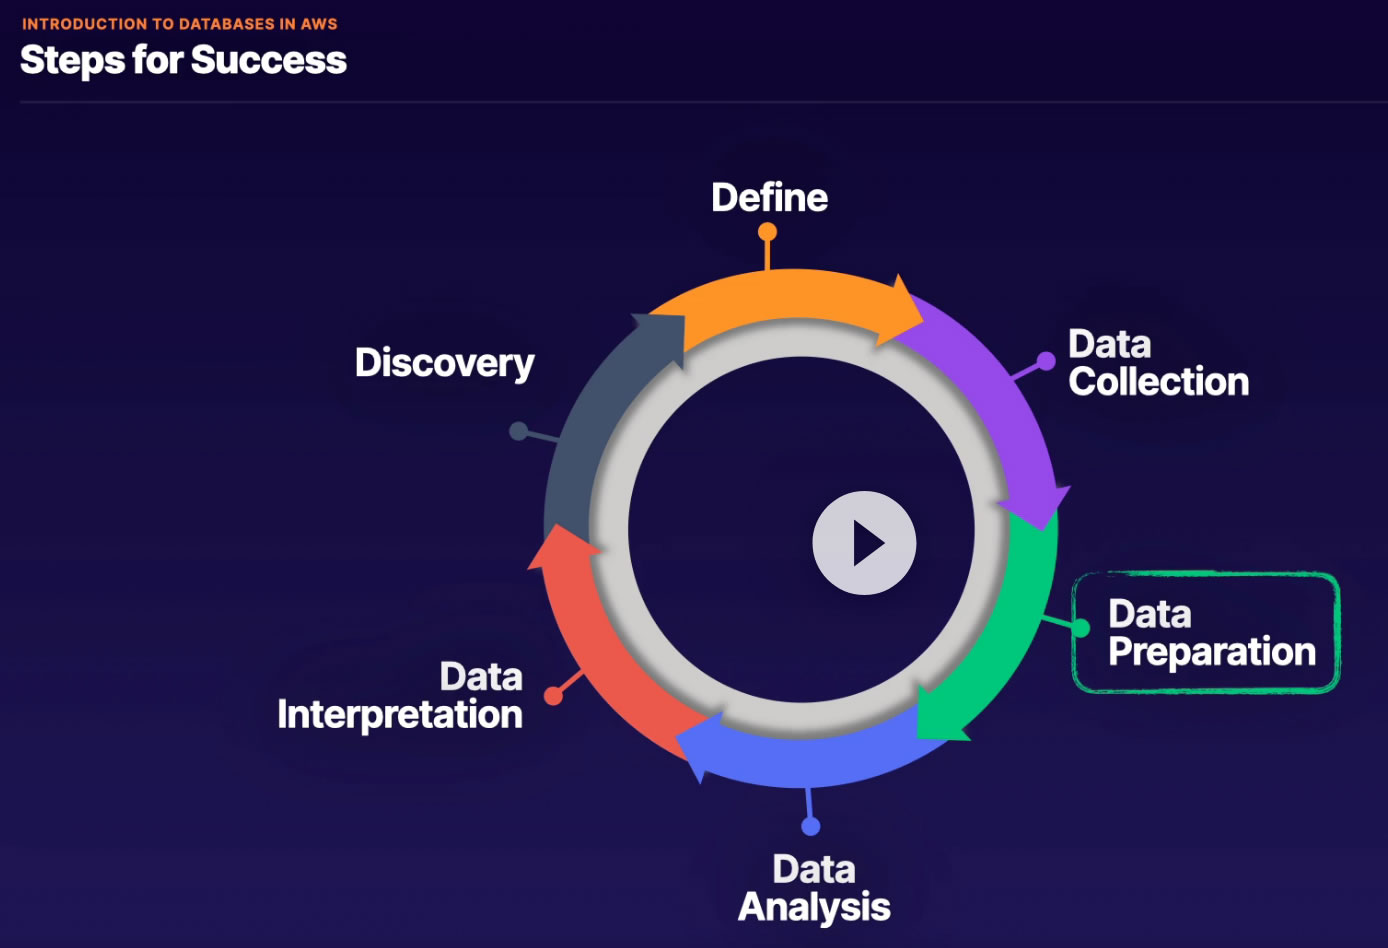 INTRODUCTION TO DATABASES IN AWS
Steps for Success
Define
Data
Collection
Data
Preparation
Data
Analysis
Data
Interpretation
Discovery